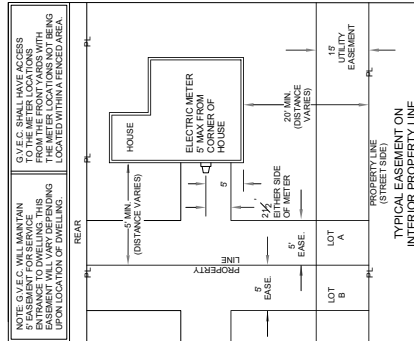 NOTE: G.V.E.C. WILL MAINTAIN
5' EASEMENT FOR SERVICE
ENTRANCE TO DWELLING. THIS
EASEMENT WILL VARY DEPENDING
UPON LOCATION OF DWELLING.
G.V.E.C. SHALL HAVE ACCESS
TO THE METER LOCATIONS
FROM THE FRONT YARDS WITH
THE METER LOCATIONS NOT BEING
LOCATED WITHIN A FENCED AREA.
REAR
PL
PL
PL
HOUSE
5' MIN.
(DISTANCE VARIES)
ELECTRIC METER
5' MAX FROM
CORNER OF
HOUSE
PROPERTY
LINE
5'
2 1/2'
EITHER SIDE
OF METER
20' MIN.
(DISTANCE
VARIES)
5'
EASE.
5'
EASE.
LOT
B
LOT
A
15'
UTILITY
EASEMENT
PL
PL
PL
PROPERTY LINE
(STREET SIDE)
TYPICAL EASEMENT ON
INTERIOR PROPERTY LINE